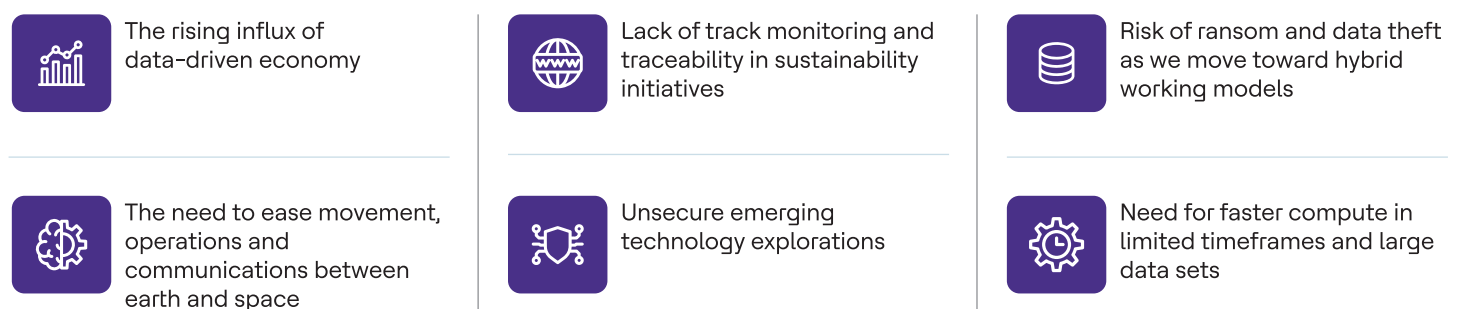 The rising influx of
data-driven economy
Lack of track monitoring and
traceability in sustainability
initiatives
Risk of ransom and data theft
as we move toward hybrid
working models
The need to ease movement,
operations and
communications between
earth and space
Unsecure emerging
technology explorations
Need for faster compute in
limited timeframes and large
data sets